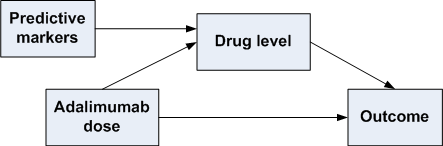 Predictive
markers
Drug level
Adalimumab
dose
Outcome